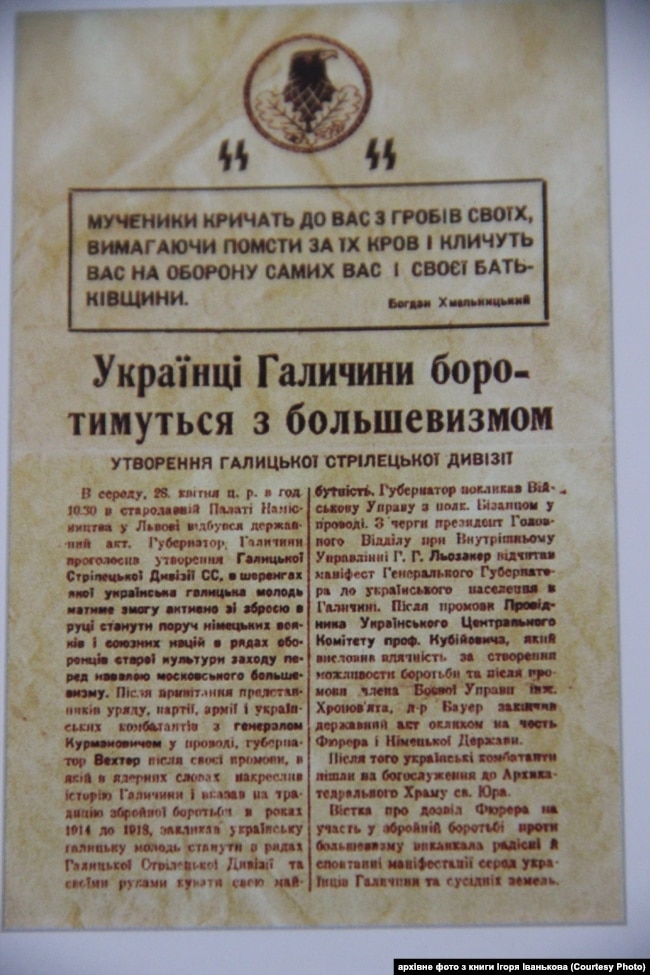 МУЧЕНИКИ КРИЧАТЬ ДО ВАС З ГРОБІВ СВОЇХ,
ВИМАГАЮЧИ ПОМСТИ ЗА ЇХ КРОВ І КЛИЧУТЬ
ВАС НА ОБОРОНУ САМИХ ВАС І СВОЄЇ БАТЬ-
КІВЩИНИ.
Богдан Хмельницький
Українці Галичини боро-
тимуться з большевизмом
УТВОРЕННЯ ГАЛИЦЬКОЇ СТРІЛЕЦЬКОЇ ДИВІЗІЇ
В середу, 28. квітня ц. р. в год.
10.30 в стародавній Палаті Наміс-
ництва у Львові відбувся держав-
ний акт. Губернатор Галичини
проголосив утворення Галицької
Стрілецької Дивізії СС, в шеренгах
якої українська галицька молодь
матиме змогу активно зі зброєю в
руці станути поруч німецьких воя-
ків і союзних націй в рядах обо-
ронців старої культури заходу пе-
ред навалою московського больше-
визму. Після привітання представ-
ників уряду, партії, армії і україн-
ських комбатантів з генералом
Курмановичем у проводі, губерна-
тор Вехтер після своєї промови, в
якій в ядерних словах накреслив
історію Галичини і вказав на тра-
дицію збройної боротьби в роках
1914 до 1918, закликав українську
галицьку молодь станути в рядах
Галицької Стрілецької Дивізії та
своїми руками кувати свою май-
бутність. Губернатор покликав Вій-
ськову Управу з полк. Бізанцом у
проводі. З черги президент Голов-
ного Відділу при Внутрішньому
Управлінні Г. Г. Льозакер відчитав
маніфест Генерального Губернато-
ра до українського населення в
Галичині. Після промови Провід-
ника Українського Центрального
Комітету проф. Кубійовича, який
висловив вдячність за створення
можливости боротьби та після про-
мови члена Боєвої Управи інж.
Хронов'ята, д-р Бауер закінчив
державний акт окликом на честь
Фюрера і Німецької Держави.
Після того українські комбатанти
пішли на богослуження до Архика-
тедрального Храму св. Юра.
Вістка про дозвіл Фюрера на
участь у збройній боротьбі проти
большевизму викликала радісні й
спонтанні маніфестації серед укра-
їнців Галичини та сусідніх земель.
архівне фото з книги Ігоря Іванькова (Courtesy Photo)